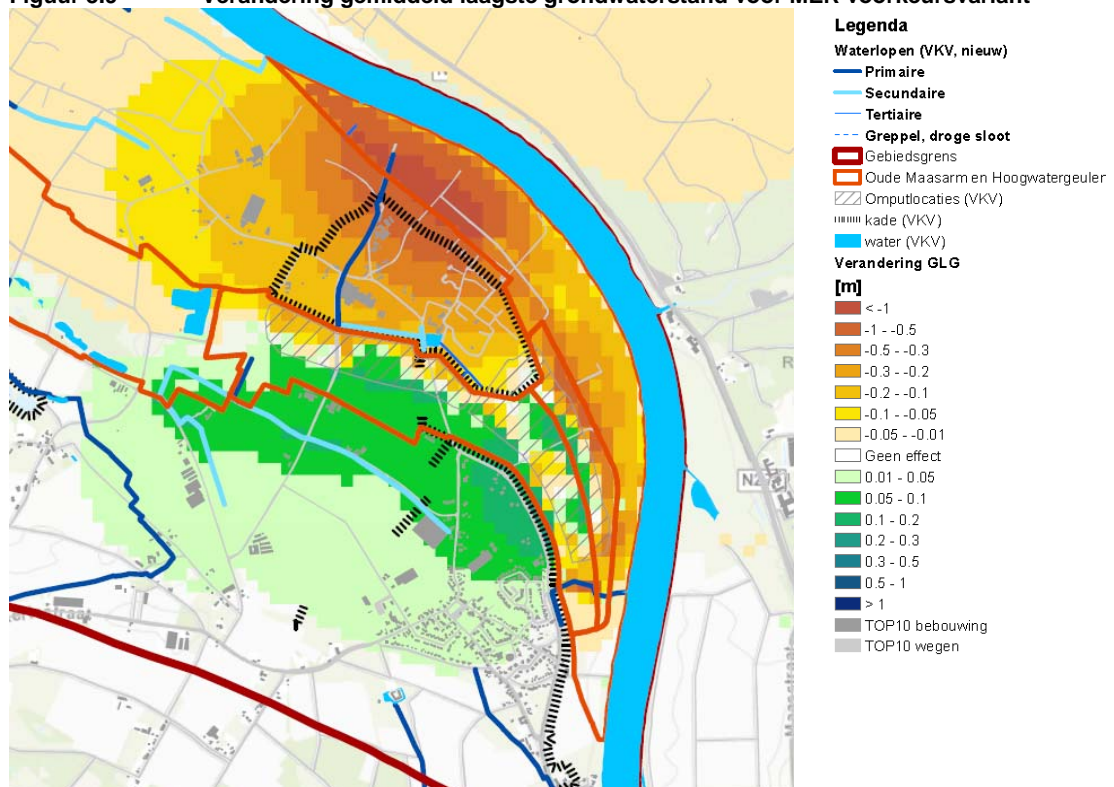 Figuur 8.9 Verandering gemiddeld laagste grondwaterstand voor MER-voorkeursvariant
Legenda
Waterlopen (VKV, nieuw)
Primaire
Secundaire
Tertiaire
Greppel, droge sloot
Gebiedsgrens
Oude Maasarm en Hoogwatergeulen
Omputlocaties (VKV)
kade (VKV)
water (VKV)
Verandering GLG
[m]
< -1
-1 - -0.5
-0.5 - -0.3
-0.3 - -0.2
-0.2 - -0.1
-0.1 - -0.05
-0.05 - -0.01
Geen effect
0.01 - 0.05
0.05 - 0.1
0.1 - 0.2
0.2 - 0.3
0.3 - 0.5
0.5 - 1
> 1
TOP10 bebouwing
TOP10 wegen